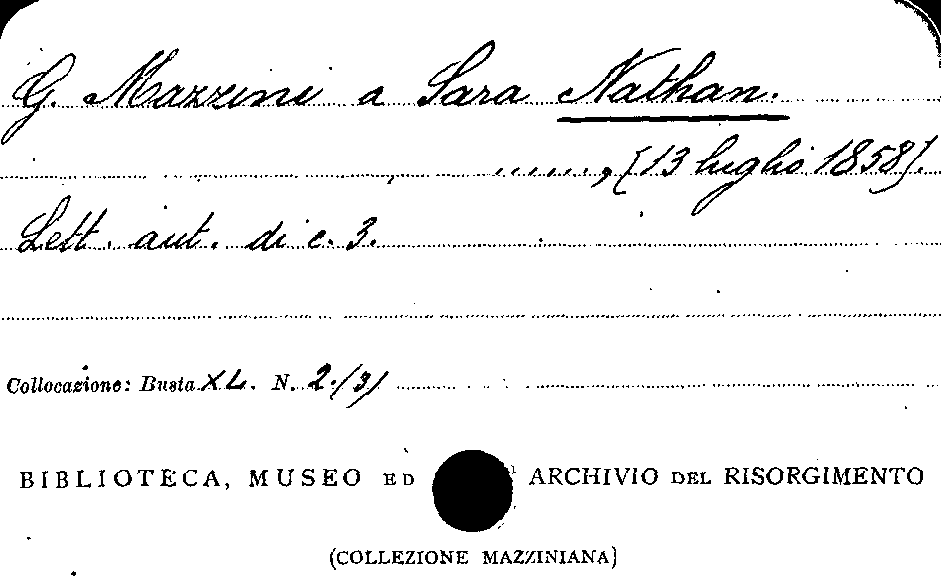 G. Mazzini a Sara Nathan.
......, [13 luglio 1858].
Lett. aut. di c. 3.
Collocazione: Busta XL. N. 2./3/
BIBLIOTECA, MUSEO ED ARCHIVIO DEL RISORGIMENTO
(COLLEZIONE MAZZINIANA)